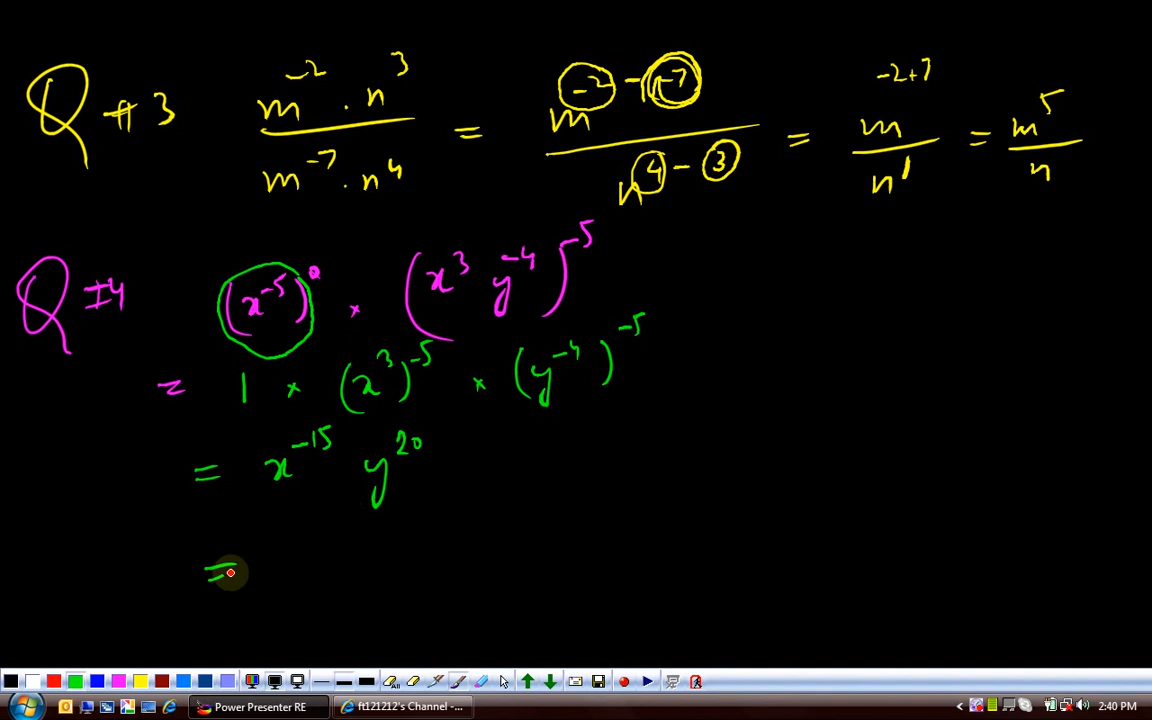 Q #3 m^-2 . n^3 / m^-7 . n^4 = m^-2 - (-7) / n^4 - 3 = m^-2+7 / n^1 = m^5 / n
Q #4 (x^-5)^0 × (x^3 y^-4)^-5
= 1 × (x^3)^-5 × (y^-4)^-5
= x^-15 y^20
=
Power Presenter RE ft121212's Channel - ... 2:40 PM